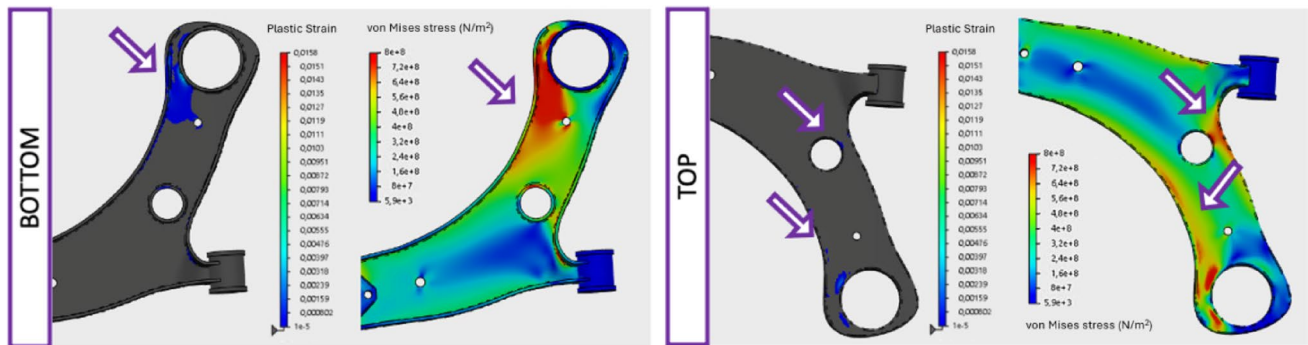 BOTTOM
Plastic Strain
0,0158
0,0151
0,0143
0,0135
0,0127
0,0119
0,0111
0,0103
0,00951
0,00872
0,00793
0,00714
0,00634
0,00555
0,00476
0,00397
0,00318
0,00239
0,00159
0,000802
1e-5
von Mises stress (N/m²)
8e+8
7,2e+8
6,4e+8
5,6e+8
4,8e+8
4e+8
3,2e+8
2,4e+8
1,6e+8
8e+7
5,9e+3
TOP
Plastic Strain
0,0158
0,0151
0,0143
0,0135
0,0127
0,0119
0,0111
0,0103
0,00951
0,00872
0,00793
0,00714
0,00634
0,00555
0,00476
0,00397
0,00318
0,00239
0,00159
0,000802
1e-5
8e+8
7,2e+8
6,4e+8
5,6e+8
4,8e+8
4e+8
3,2e+8
2,4e+8
1,6e+8
8e+7
5,9e+3
von Mises stress (N/m²)